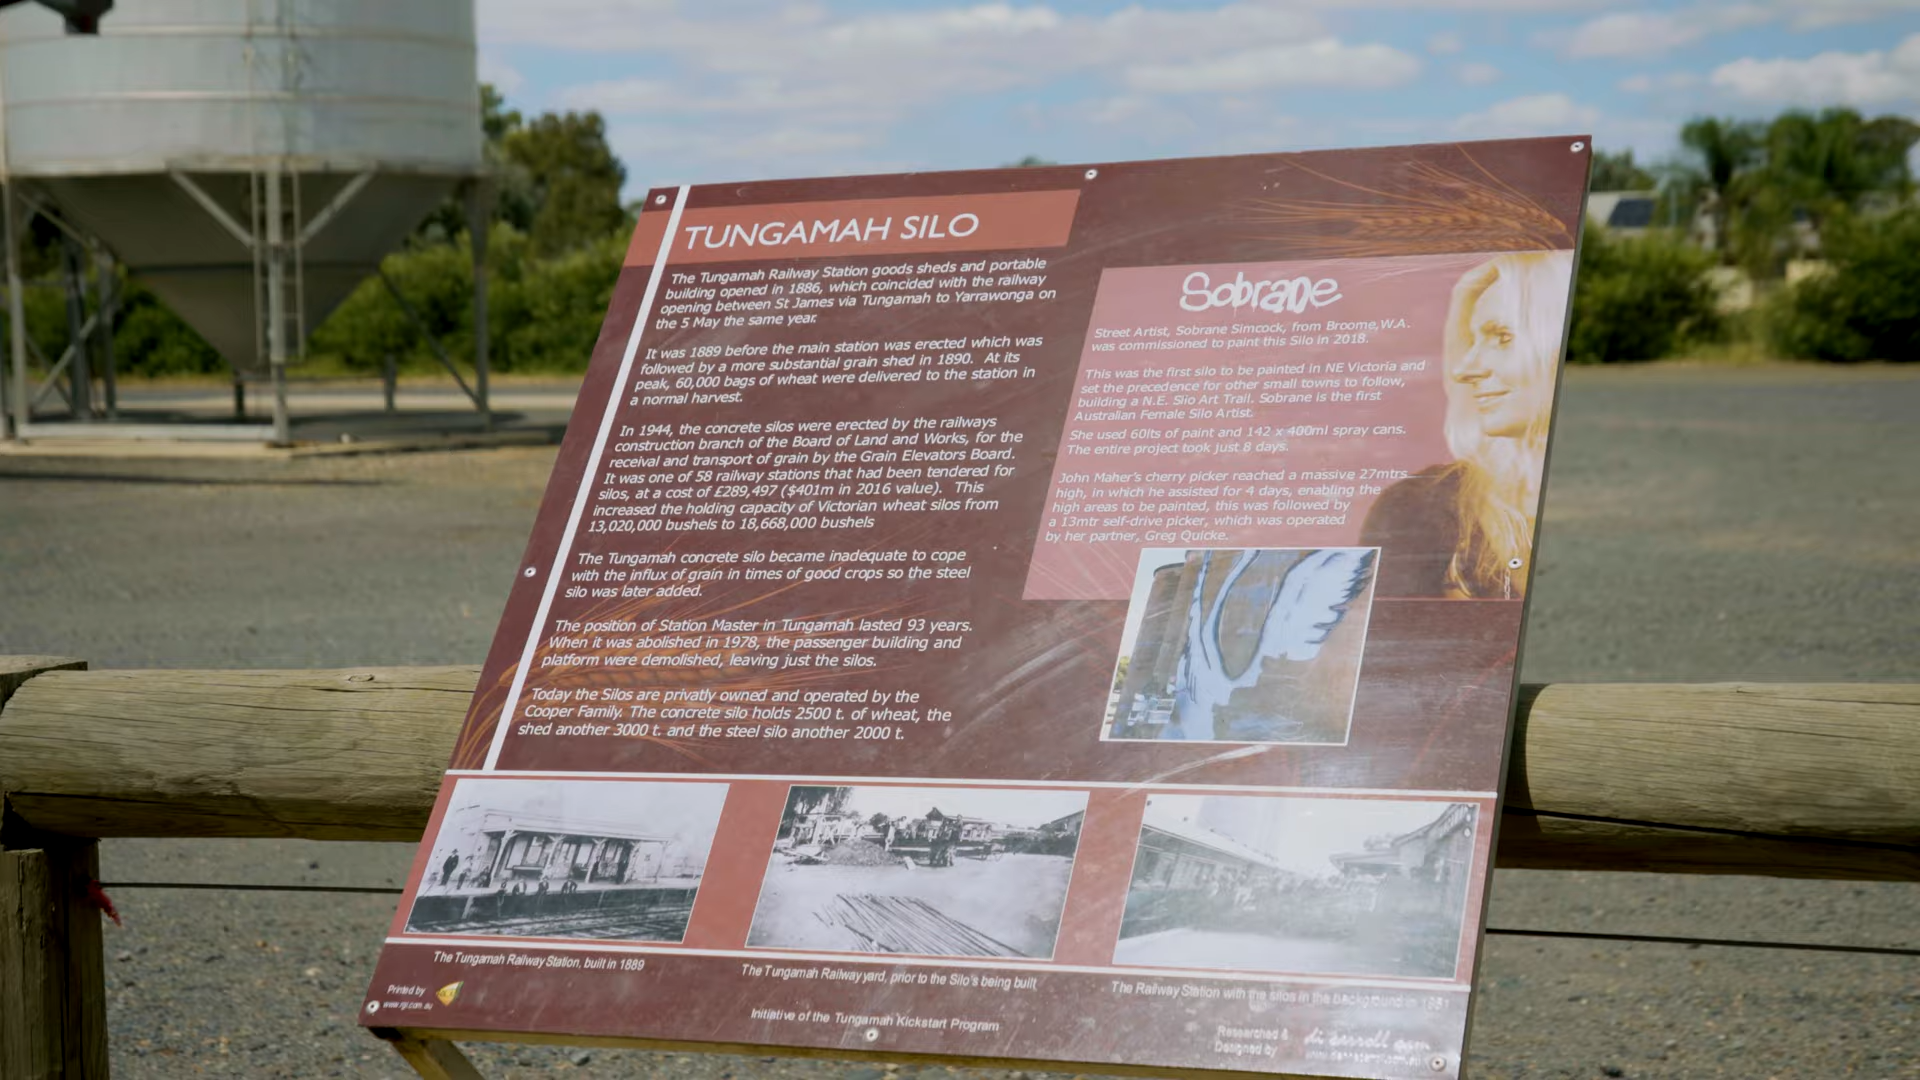 TUNGAMAH SILO
The Tungamah Railway Station goods sheds and portable
building opened in 1886, which coincided with the railway
opening between St James via Tungamah to Yarrawonga on
the 5 May the same year.
It was 1889 before the main station was erected which was
followed by a more substantial grain shed in 1890. At its
peak, 60,000 bags of wheat were delivered to the station in
a normal harvest.
In 1944, the concrete silos were erected by the railways
construction branch of the Board of Land and Works, for the
receival and transport of grain by the Grain Elevators Board.
It was one of 58 railway stations that had been tendered for
silos, at a cost of £289,497 ($401m in 2016 value). This
increased the holding capacity of Victorian wheat silos from
13,020,000 bushels to 18,668,000 bushels
The Tungamah concrete silo became inadequate to cope
with the influx of grain in times of good crops so the steel
silo was later added.
The position of Station Master in Tungamah lasted 93 years.
When it was abolished in 1978, the passenger building and
platform were demolished, leaving just the silos.
Today the Silos are privatly owned and operated by the
Cooper Family. The concrete silo holds 2500 t. of wheat, the
shed another 3000 t. and the steel silo another 2000 t.
Sobrane
Street Artist, Sobrane Simcock, from Broome,W.A.
was commissioned to paint this Silo in 2018.
This was the first silo to be painted in NE Victoria and
set the precedence for other small towns to follow,
building a N.E. Silo Art Trail. Sobrane is the first
Australian Female Silo Artist.
She used 60lts of paint and 142 x 400ml spray cans.
The entire project took just 8 days.
John Maher's cherry picker reached a massive 27mtrs
high, in which he assisted for 4 days, enabling the
high areas to be painted, this was followed by
a 13mtr self-drive picker, which was operated
by her partner, Greg Quicke.
The Tungamah Railway Station, built in 1889
The Tungamah Railway yard, prior to the Silo's being built
The Railway Station with the silos in the background in
Printed by
Initiative of the Tungamah Kickstart Program
Researched &
Designed by